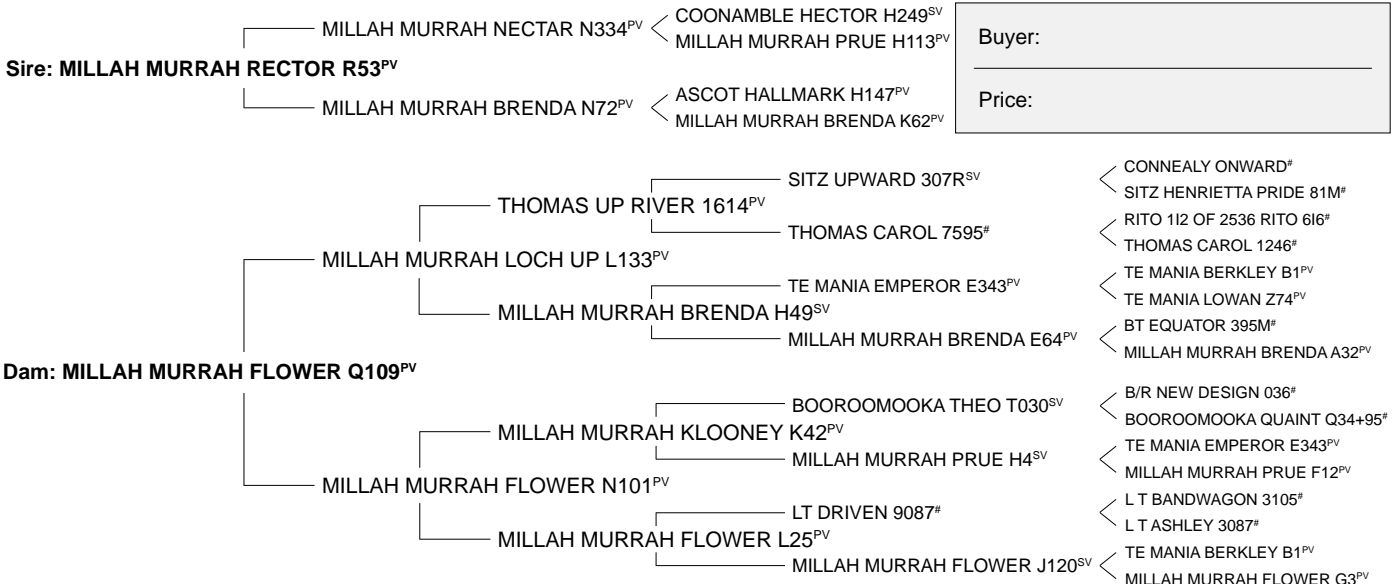 MILLAH MURRAH NECTAR N334PV
COONAMBLE HECTOR H249SV
MILLAH MURRAH PRUE H113PV
Sire: MILLAH MURRAH RECTOR R53PV
MILLAH MURRAH BRENDA N72PV
ASCOT HALLMARK H147PV
MILLAH MURRAH BRENDA K62PV
Buyer:
Price:
CONNEALY ONWARD#
SITZ UPWARD 307RSV
SITZ HENRIETTA PRIDE 81M#
THOMAS UP RIVER 1614PV
RITO 1I2 OF 2536 RITO 6I6#
THOMAS CAROL 7595#
THOMAS CAROL 1246#
MILLAH MURRAH LOCH UP L133PV
TE MANIA BERKLEY B1PV
TE MANIA EMPEROR E343PV
TE MANIA LOWAN Z74PV
MILLAH MURRAH BRENDA H49SV
BT EQUATOR 395M#
MILLAH MURRAH BRENDA E64PV
MILLAH MURRAH BRENDA A32PV
Dam: MILLAH MURRAH FLOWER Q109PV
B/R NEW DESIGN 036#
BOOROOMOOKA THEO T030SV
BOOROOMOOKA QUAINT Q34+95#
MILLAH MURRAH KLOONEY K42PV
TE MANIA EMPEROR E343PV
MILLAH MURRAH PRUE H4SV
MILLAH MURRAH PRUE F12PV
MILLAH MURRAH FLOWER N101PV
L T BANDWAGON 3105#
LT DRIVEN 9087#
L T ASHLEY 3087#
MILLAH MURRAH FLOWER L25PV
TE MANIA BERKLEY B1PV
MILLAH MURRAH FLOWER J120SV
MILLAH MURRAH FLOWER G3PV